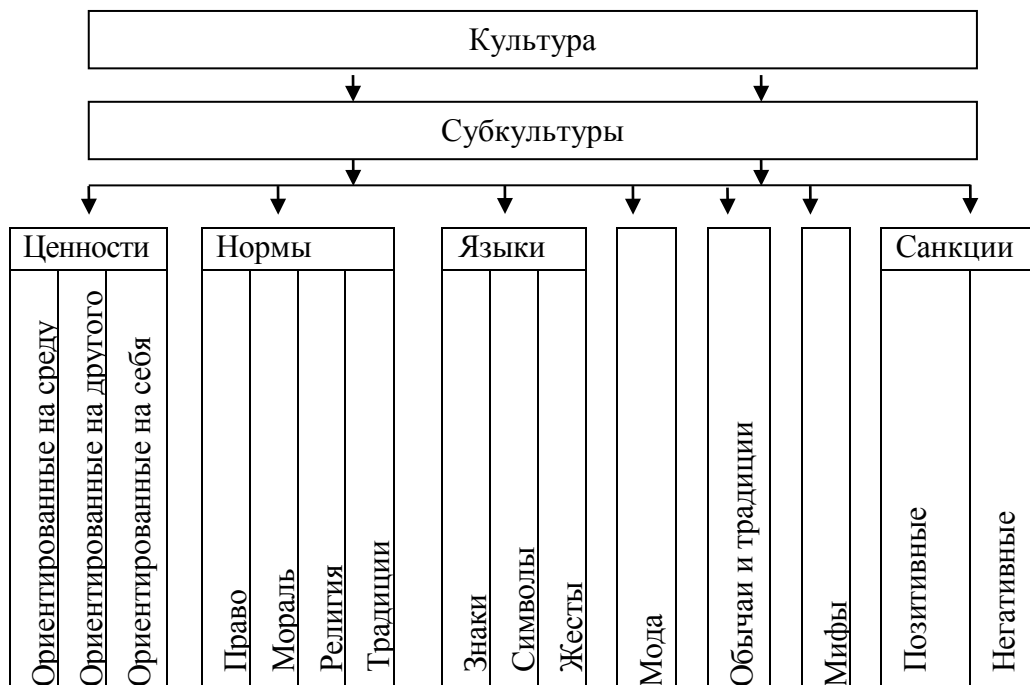 Культура
Субкультуры
Ценности
Ориентированные на среду
Ориентированные на другого
Ориентированные на себя
Нормы
Право
Мораль
Религия
Традиции
Языки
Знаки
Символы
Жесты
Мода
Обычаи и традиции
Мифы
Санкции
Позитивные
Негативные